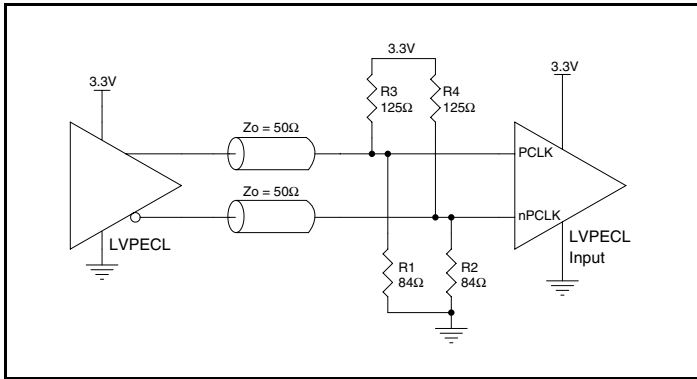 3.3V
3.3V
3.3V
R3
125Ω
R4
125Ω
Zo = 50Ω
PCLK
Zo = 50Ω
nPCLK
LVPECL
LVPECL
Input
R1
84Ω
R2
84Ω